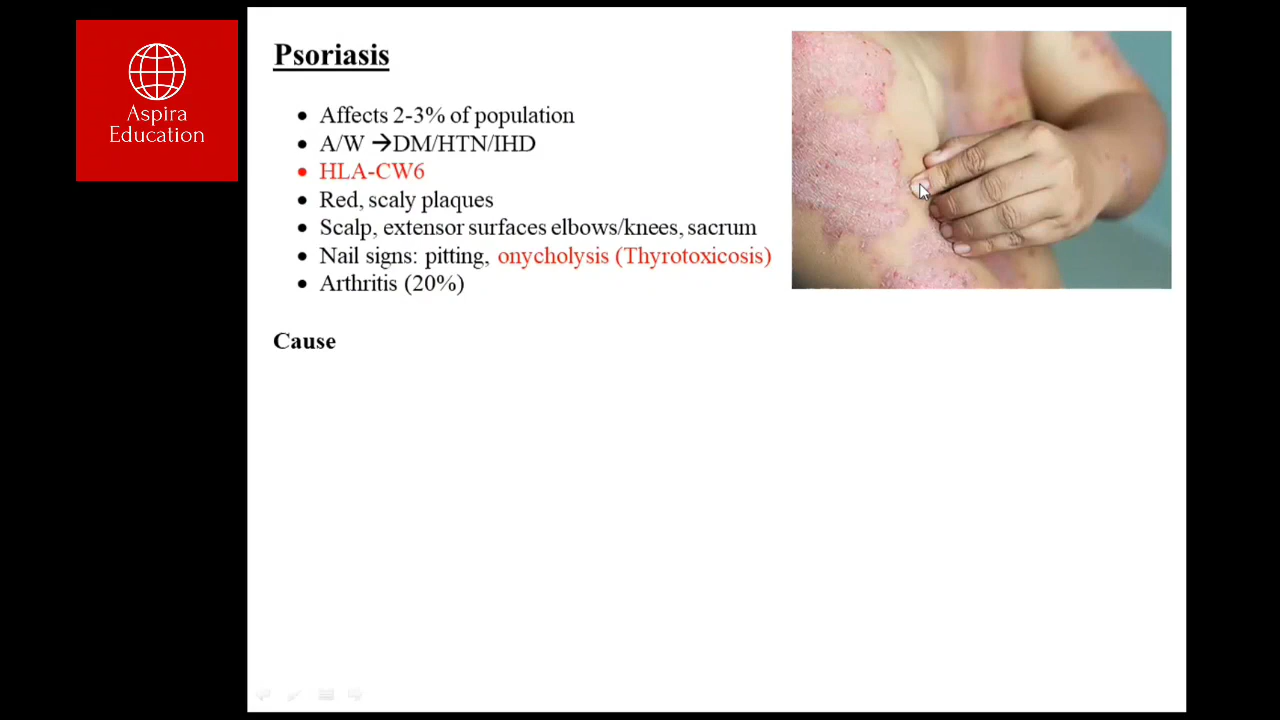 Aspira
Education
Psoriasis
• Affects 2-3% of population
• A/W →DM/HTN/IHD
• HLA-CW6
• Red, scaly plaques
• Scalp, extensor surfaces elbows/knees, sacrum
• Nail signs: pitting, onycholysis (Thyrotoxicosis)
• Arthritis (20%)
Cause